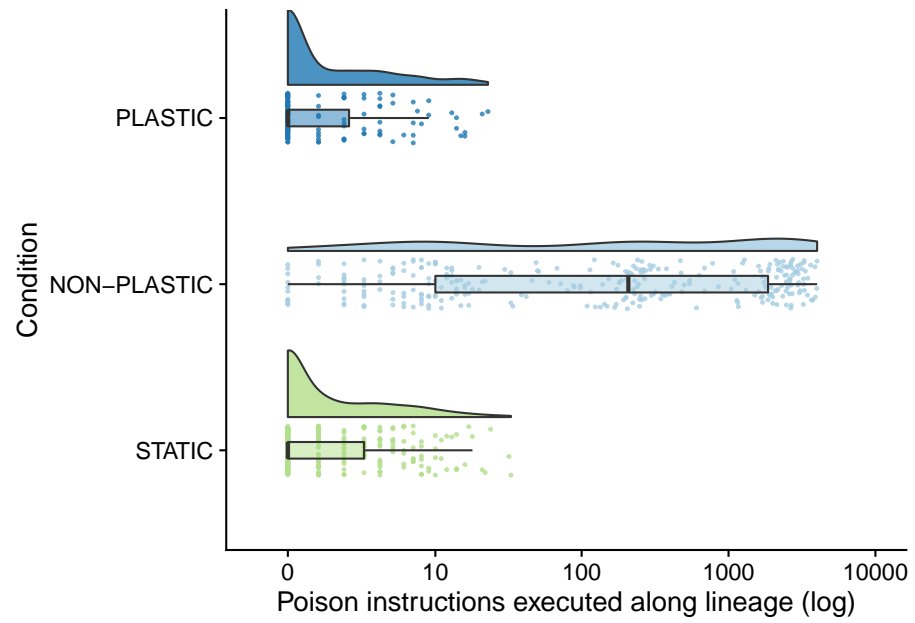 PLASTIC
NON−PLASTIC
STATIC
Condition
0 10 100 1000 10000
Poison instructions executed along lineage (log)